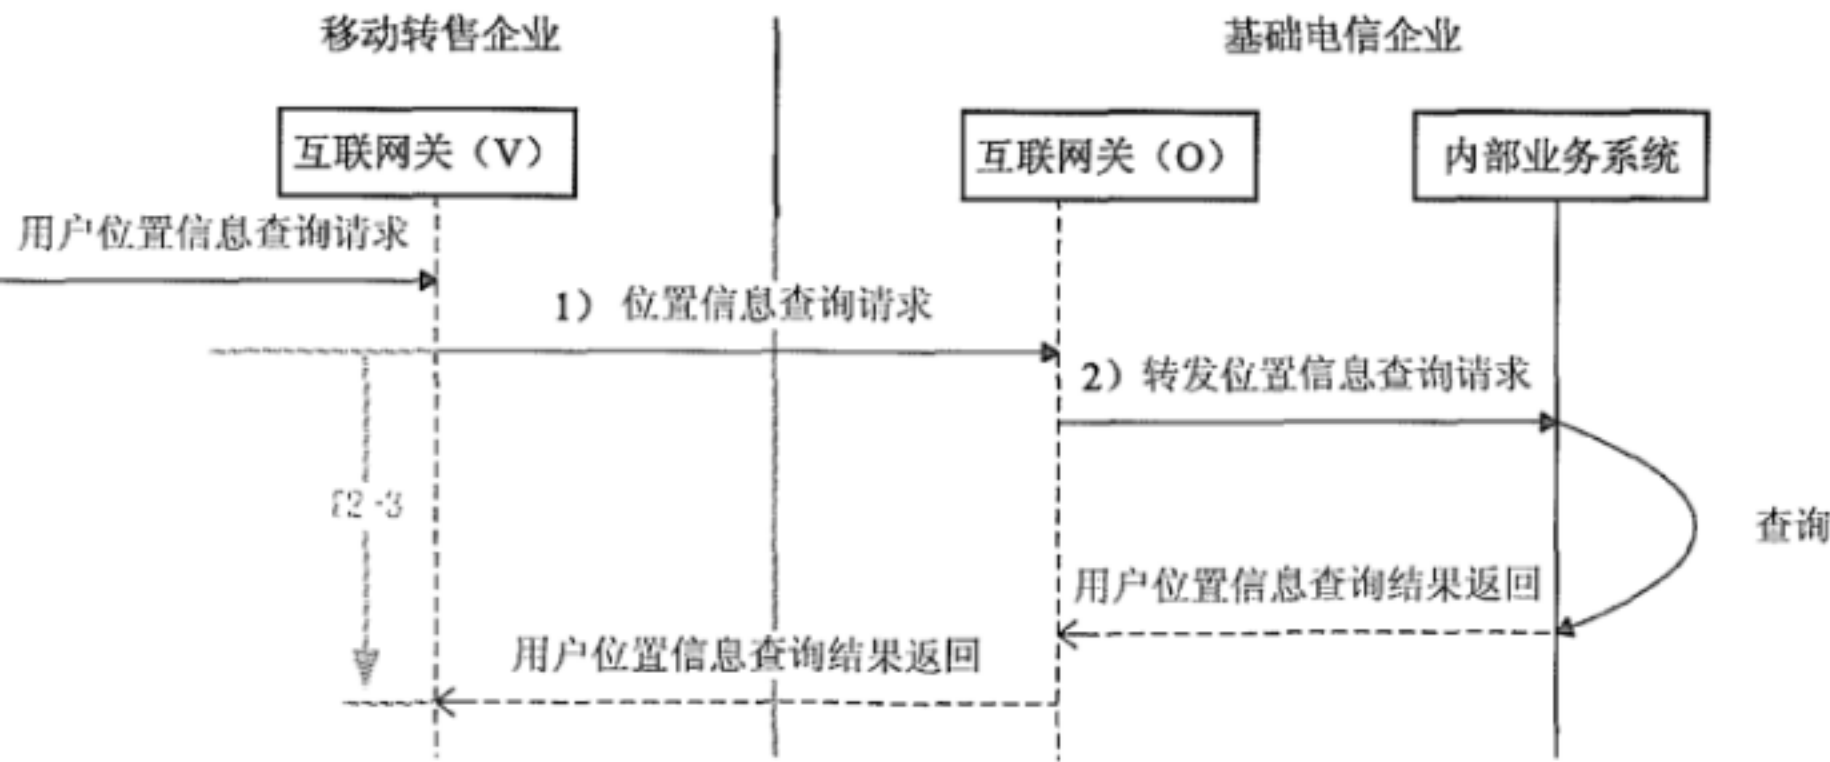 移动转售企业
基础电信企业
互联网关（V）
互联网关（O）
内部业务系统
用户位置信息查询请求
1） 位置信息查询请求
2）转发位置信息查询请求
查询
用户位置信息查询结果返回
用户位置信息查询结果返回